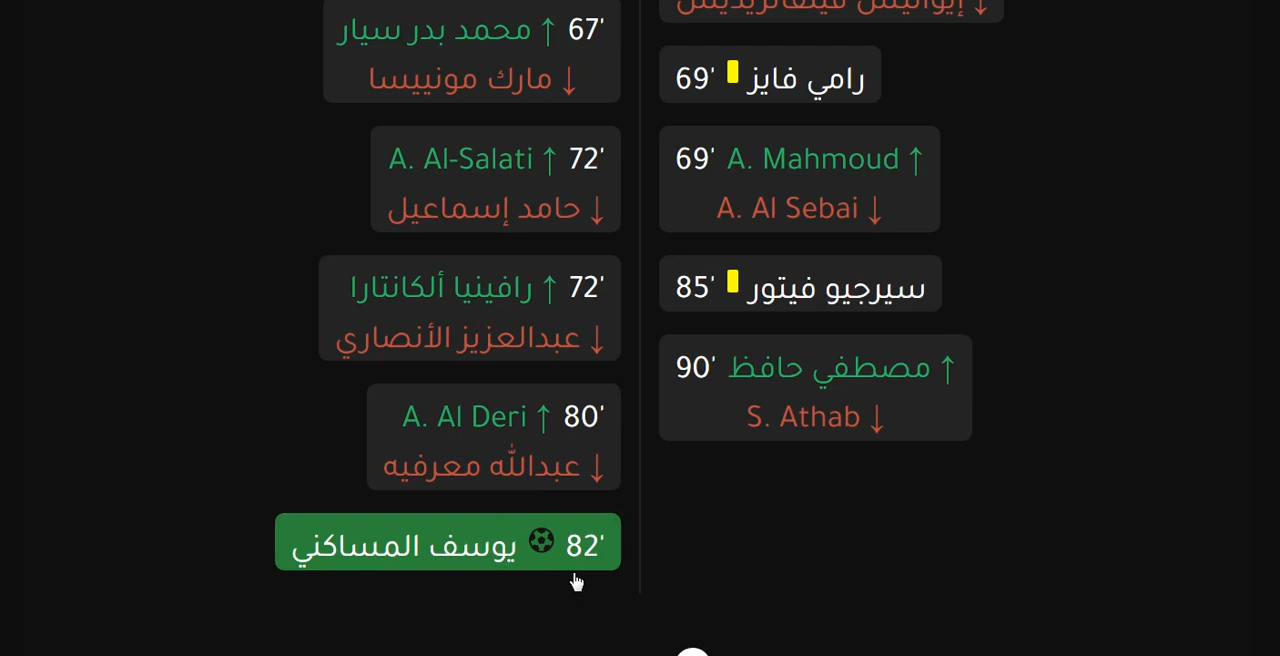 ↓ إيوانيس فيتفاتزيديس
67' ↑ محمد بدر سيار
↓ مارك مونييسا
رامي فايز 69'
72' ↑ A. Al-Salati
↓ حامد إسماعيل
69' A. Mahmoud ↑
A. Al Sebai ↓
72' ↑ رافينيا ألكانتارا
↓ عبدالعزيز الأنصاري
سيرجيو فيتور 85'
↑ مصطفي حافظ 90'
S. Athab ↓
80' ↑ A. Al Deri
↓ عبدالله معرفيه
82' يوسف المساكني